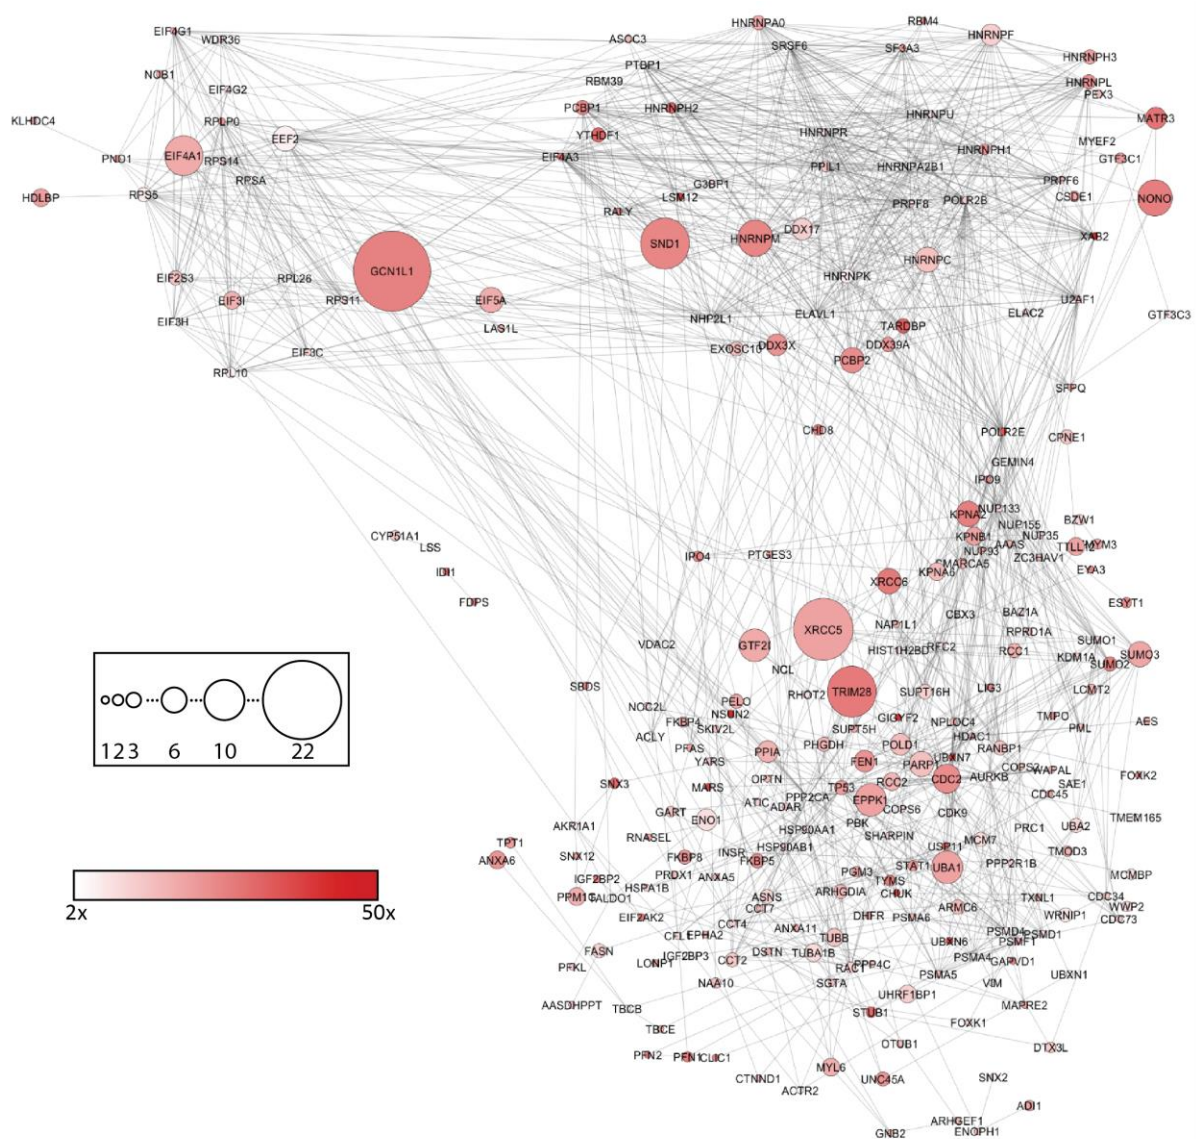 EIF4G1
WDR36
NOB1
EIF4G2
KLHDC4
RPLP0
EEF2
PNO1
EIF4A1
RPS14
RPSA
HDLBP
RPS5
GCN1L1
EIF2S3
RPL26
EIF3I
RPS11
EIF5A
EIF3H
LAS1L
EIF3C
RPL10
ASCC3
HNRNPA0
RBM4
SRSF6
SF3A3
HNRNPF
PTBP1
HNRNPH3
RBM39
HNRNPL
PEX3
PCBP1
HNRNPH2
HNRNPU
MATR3
YTHDF1
HNRNPR
MYEF2
EIF4A3
PPIL1
HNRNPA2B1
HNRNPH1
GTF3C1
G3BP1
PRPF6
LSM12
CSDE1
NONO
RALY
PRPF8
POLR2B
SND1
HNRNPM
DDX17
XAB2
HNRNPC
HNRNPK
U2AF1
NHP2L1
ELAVL1
ELAC2
GTF3C3
TARDBP
EXOSC10
DDX3X
DDX39A
PCBP2
SFPQ
CHD8
POLR2E
CPNE1
GEMIN4
IPO9
KPNA2
NUP133
BZW1
NUP155
CYP51A1
LSS
KPNB1
NUP35
AAAS
TTLL12
MYM3
IPO4
PTGES3
NUP93
ZC3HAV1
IDI1
KPNA6
SMARCA5
EYA3
XRCC6
FDPS
ESYT1
NAP1L1
CBX3
BAZ1A
XRCC5
RPRD1A
VDAC2
GTF2I
HIST1H2BD
RFC2
RCC1
SUMO1
SUMO3
KDM1A
SUMO2
NCL
SBDS
RHOT2
TRIM28
SUPT16H
LIG3
LCMT2
PELO
NOC2L
NSUN2
GIGYF2
NPLOC4
TMPO
AES
FKBP4
SKIV2L
SUPT5H
PML
ACLY
HDAC1
PFAS
PPIA
PHGDH
POLD1
RANBP1
YARS
FEN1
PARP1
UBXN7
COPS7
WAPAL
FOXK2
SNX3
OPTN
CDC2
AURKB
MARS
TP53
RCC2
SAE1
PPP2CA
CDC45
ATIC
ADAR
EPPK1
COPS6
GART
CDK9
TMEM165
ENO1
PBK
AKR1A1
HSP90AA1
PRC1
UBA2
RNASEL
SHARPIN
MCM7
TPT1
HSP90AB1
USP11
ANXA6
SNX12
FKBP8
INSR
FKBP5
STAT1
UBA1
PPP2R1B
TMOD3
IGF2BP2
PRDX1
ANXA5
PGM3
TYMS
MCMBP
HSPA1B
ARHGDIA
CHUK
PPM1G
TALDO1
ASNS
TXNL1
CDC34
CCT7
ARMC6
WWP2
EIF2AK2
CCT4
DHFR
PSMA6
WRNIP1
CDC73
ANXA11
CFL1
EPHA2
TUBB
PSMD4
PSMD1
UBXN6
PSMF1
FASN
IGF2BP3
DSTN
TUBA1B
LONP1
CCT2
PSMA4
GAPVD1
PFKL
RAC1
PPP4C
PSMA5
UBXN1
NAA10
SGTA
VIM
UHRF1BP1
AASDHPPT
TBCB
MAPRE2
STUB1
FOXK1
TBCE
OTUB1
DTX3L
PFN2
PFN1
CLIC1
MYL6
CTNND1
UNC45A
SNX2
ACTR2
ADI1
ARHGEF1
GNB2
ENOPH1
1 2 3 6 10 22
2x 50x